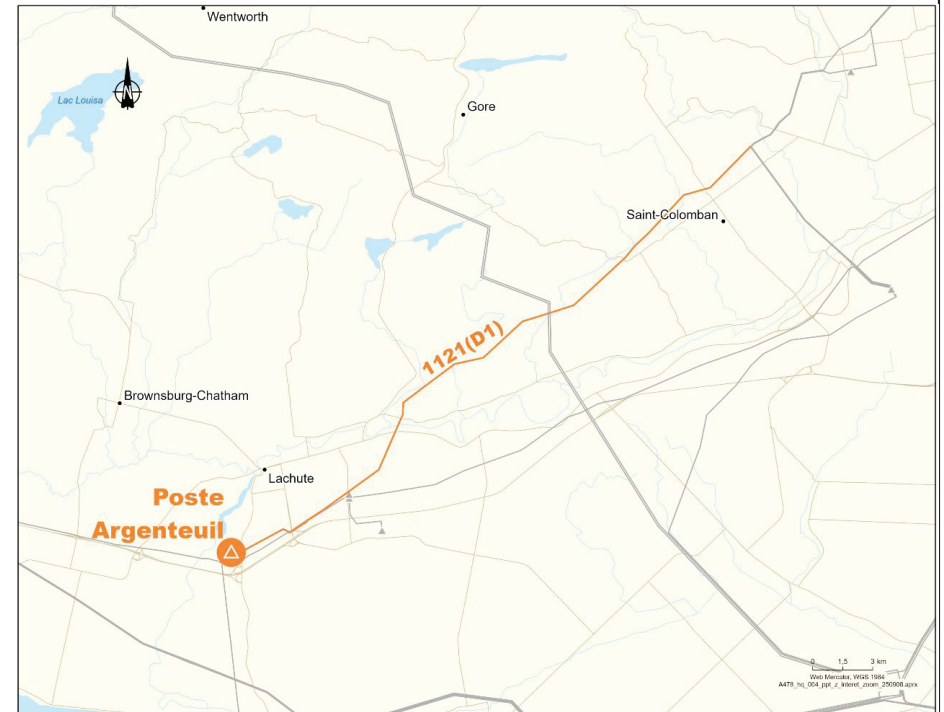 Wentworth
Lac Louisa
Gore
Saint-Colomban
1121(D1)
Brownsburg-Chatham
Lachute
Poste
Argenteuil
0 1,5 3 km
Web Mercator, WGS 1984
A478_hq_004_ppt_z_interet_zoom_250908.aprx